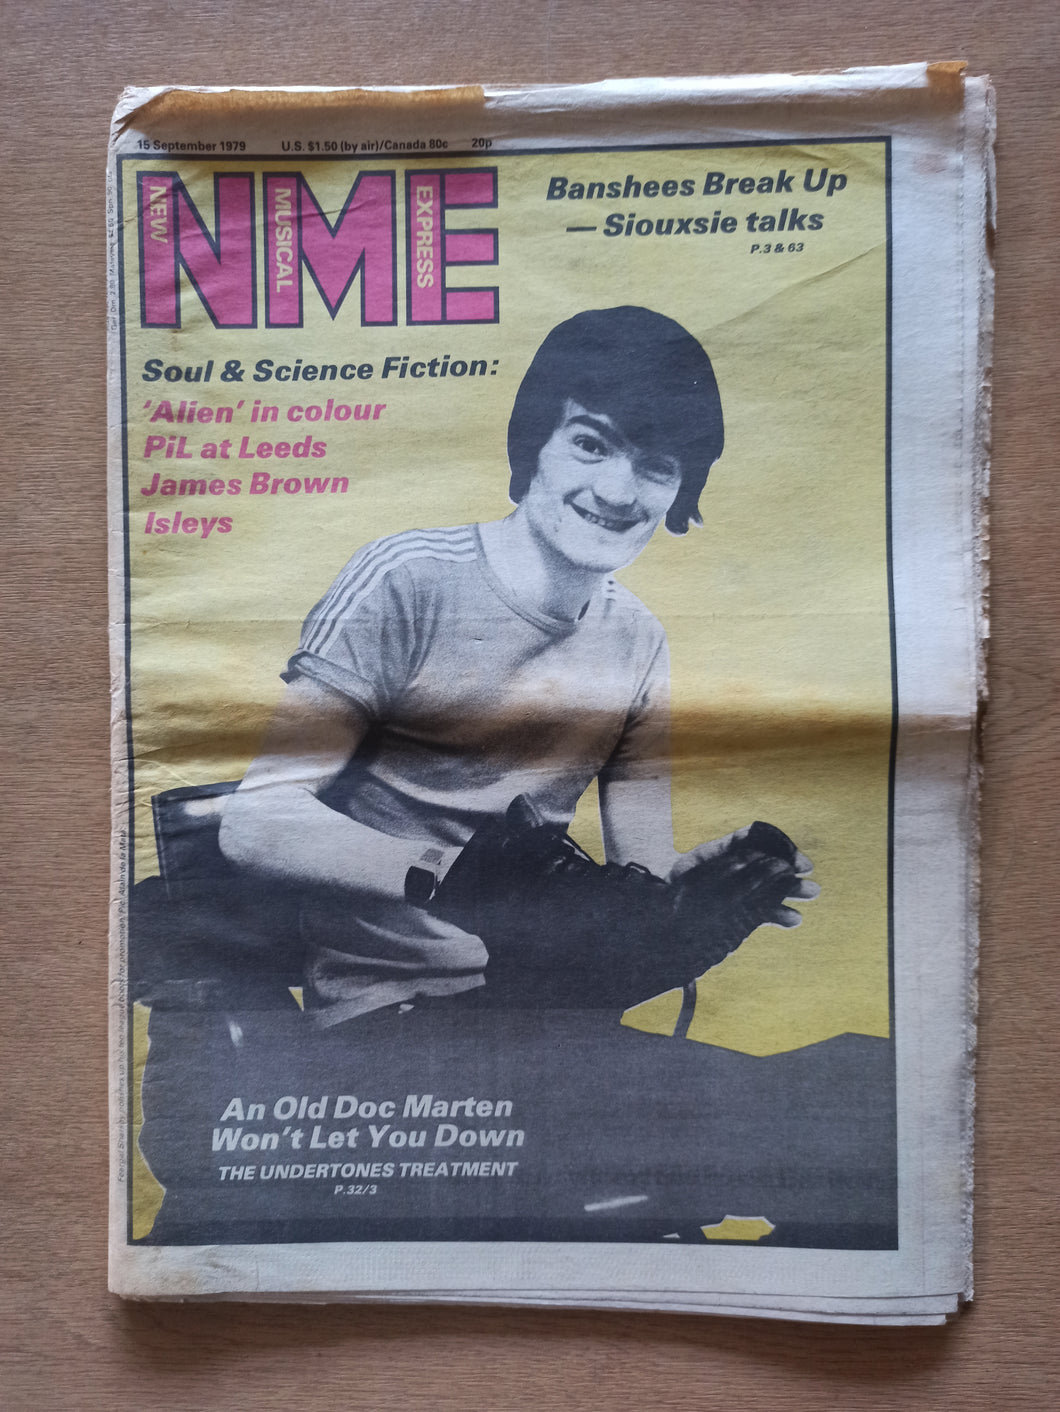 15 September 1979 U.S. $1.50 (by air)/Canada 80c 20p
NME
NEW MUSICAL EXPRESS
Banshees Break Up
— Siouxsie talks
P.3 & 63
Soul & Science Fiction:
'Alien' in colour
PiL at Leeds
James Brown
Isleys
An Old Doc Marten
Won't Let You Down
THE UNDERTONES TREATMENT
P.32/3